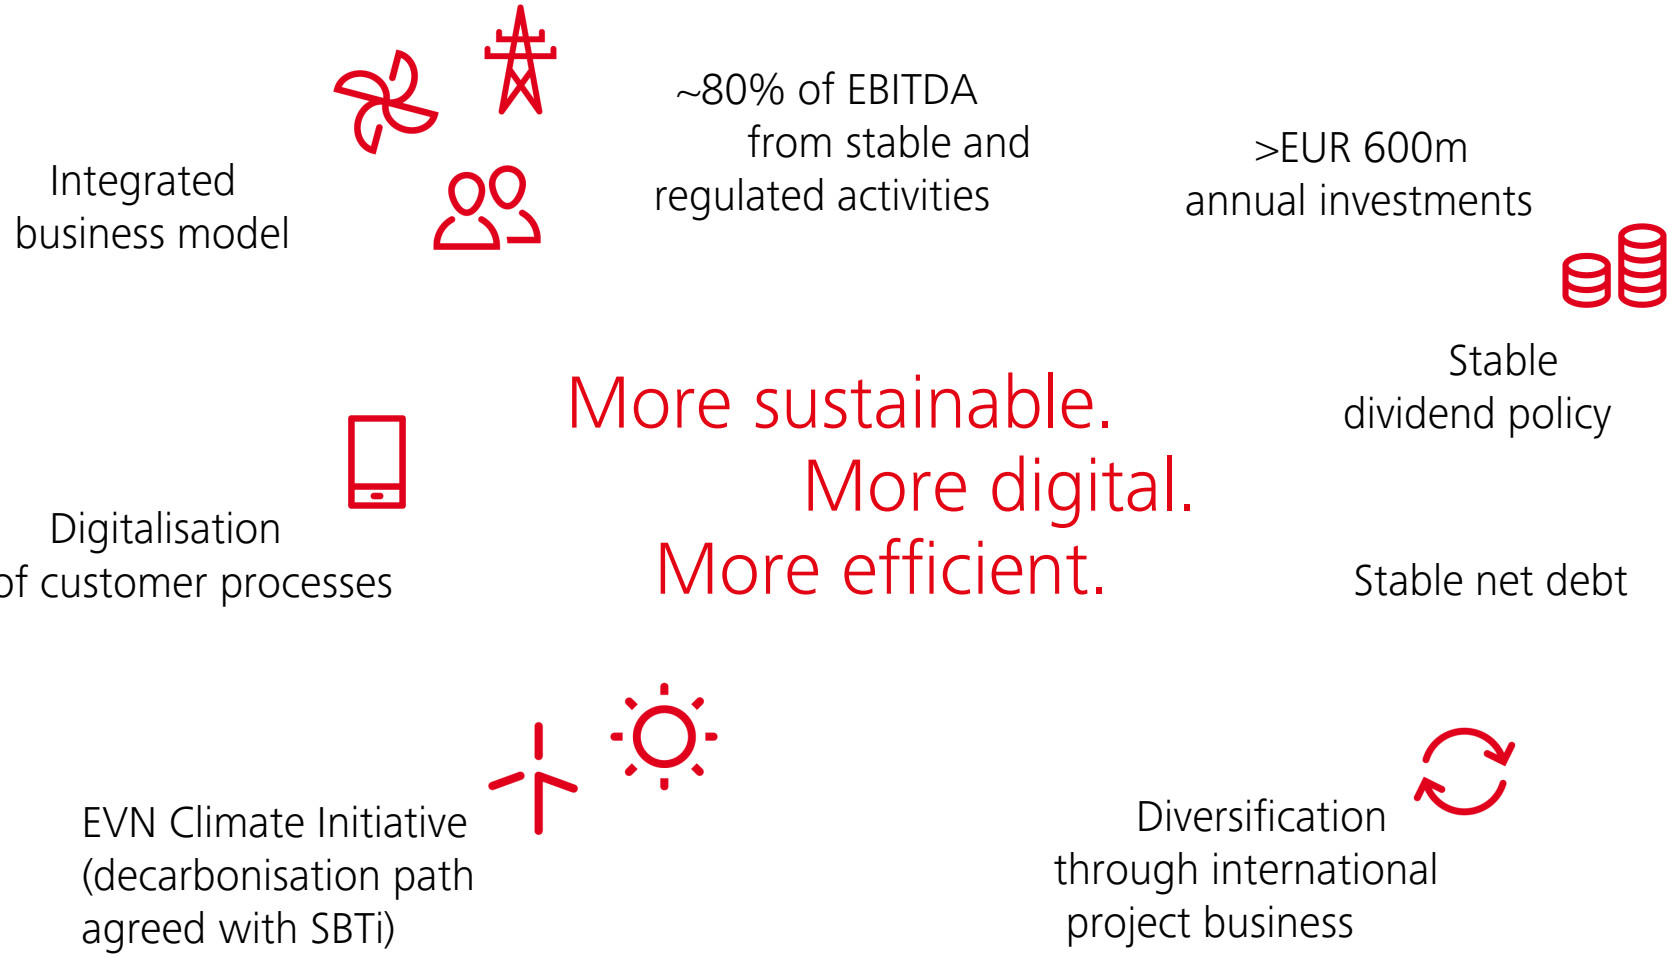 Integrated
business model
~80% of EBITDA
from stable and
regulated activities
>EUR 600m
annual investments
Stable
dividend policy
More sustainable.
More digital.
More efficient.
Digitalisation
of customer processes
Stable net debt
EVN Climate Initiative
(decarbonisation path
agreed with SBTi)
Diversification
through international
project business